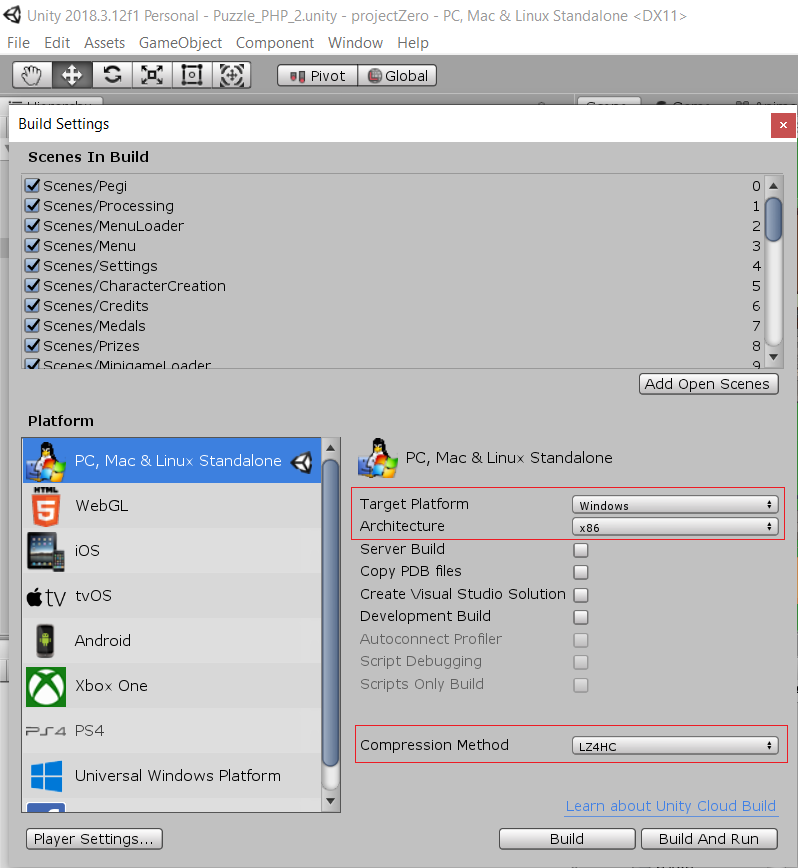 Unity 2018.3.12f1 Personal - Puzzle_PHP_2.unity - projectZero - PC, Mac & Linux Standalone <DX11>
File Edit Assets GameObject Component Window Help
Pivot Global
Build Settings
Scenes In Build
Scenes/Pegi 0
Scenes/Processing 1
Scenes/MenuLoader 2
Scenes/Menu 3
Scenes/Settings 4
Scenes/CharacterCreation 5
Scenes/Credits 6
Scenes/Medals 7
Scenes/Prizes 8
Scenes/MinigameLoader 9
Add Open Scenes
Platform
PC, Mac & Linux Standalone
HTML
5
WebGL
iOS
tv tvOS
Android
Xbox One
PS4 PS4
Universal Windows Platform
Player Settings...
PC, Mac & Linux Standalone
Target Platform Windows
Architecture x86
Server Build
Copy PDB files
Create Visual Studio Solution
Development Build
Autoconnect Profiler
Script Debugging
Scripts Only Build
Compression Method LZ4HC
Learn about Unity Cloud Build
Build Build And Run